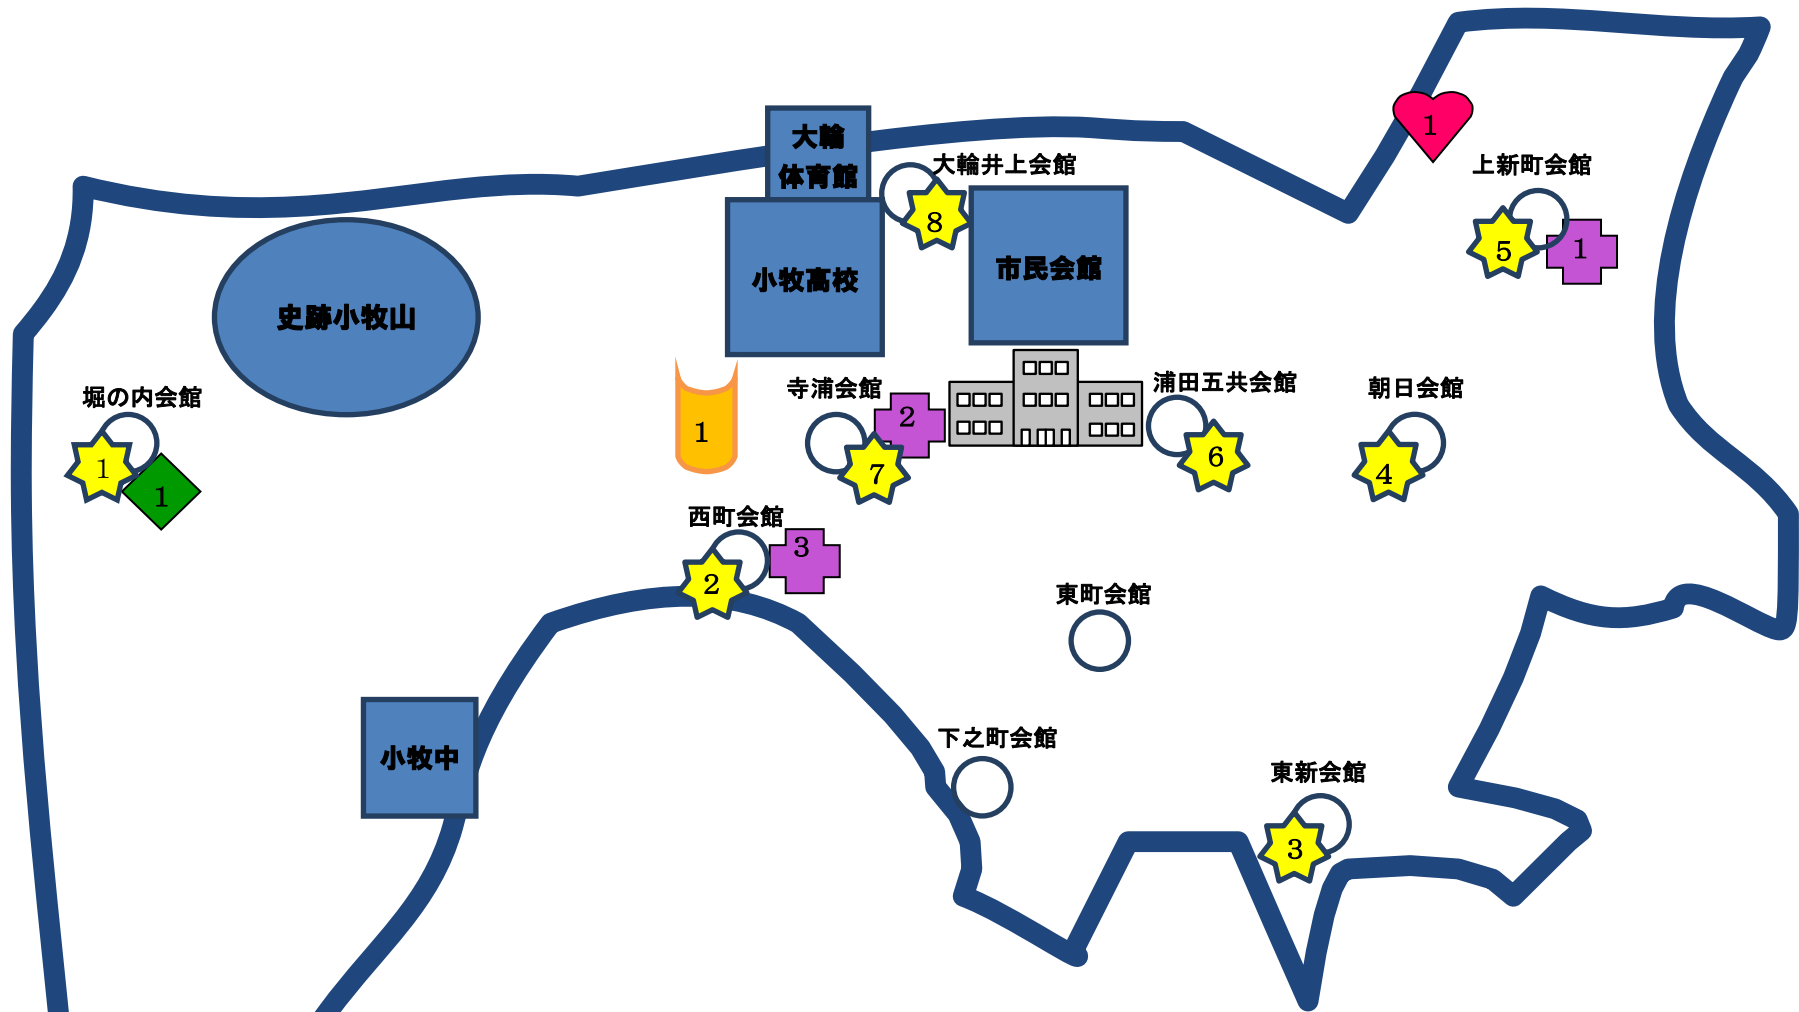 1
大輪
体育館
大輪井上会館
上新町会館
8
5
1
小牧高校
市民会館
史跡小牧山
堀の内会館
寺浦会館
浦田五共会館
朝日会館
1
2
1
1
7
6
4
西町会館
3
2
東町会館
小牧中
下之町会館
東新会館
3